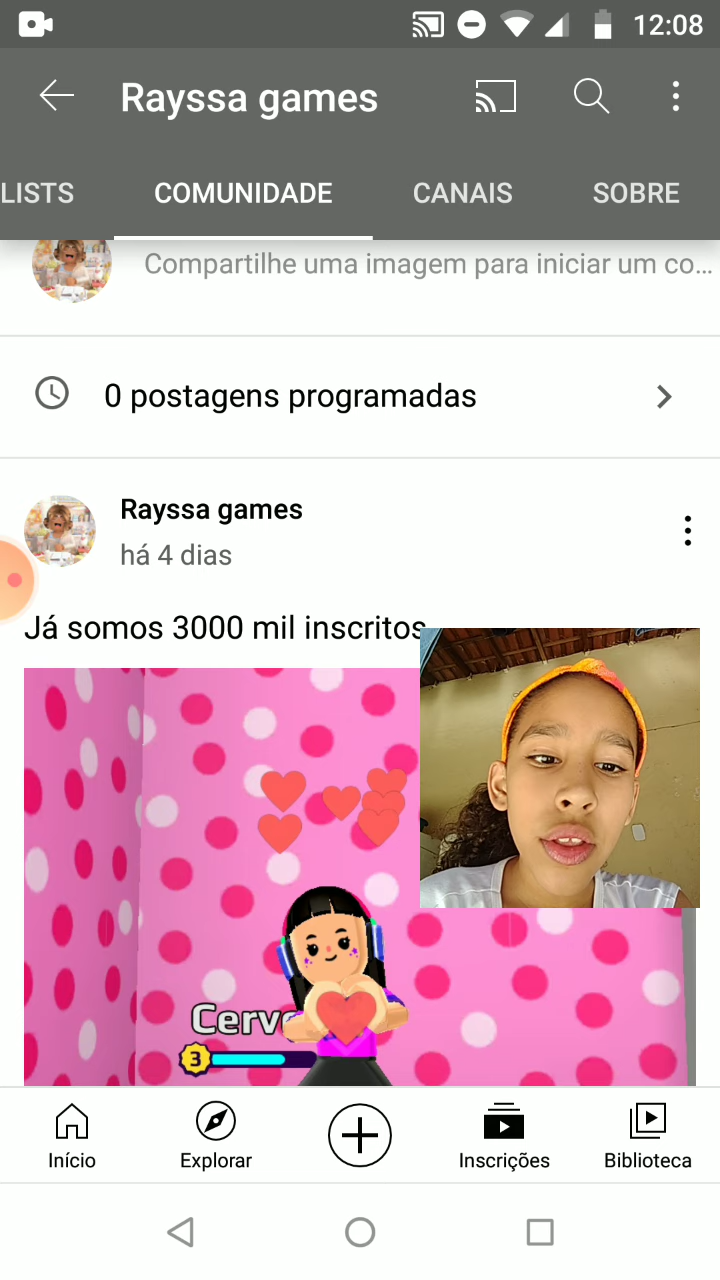 12:08
Rayssa games
LISTS COMUNIDADE CANAIS SOBRE
Compartilhe uma imagem para iniciar um co...
0 postagens programadas
Rayssa games
há 4 dias
Já somos 3000 mil inscritos
Cerv
3
Início Explorar Inscrições Biblioteca